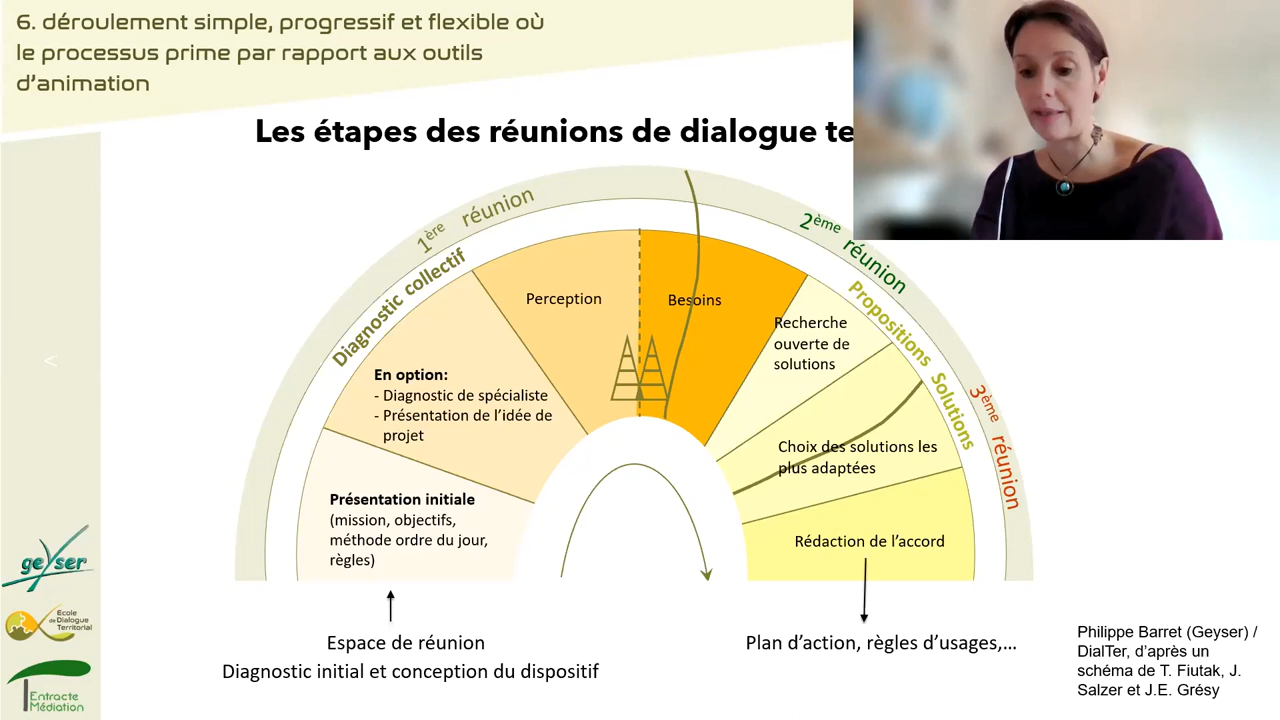 6. déroulement simple, progressif et flexible où
le processus prime par rapport aux outils
d'animation
Les étapes des réunions de dialogue te
1ère réunion
2ème réunion
3ème réunion
Diagnostic collectif
Propositions Solutions
Perception
Besoins
Recherche
ouverte de
solutions
En option:
- Diagnostic de spécialiste
- Présentation de l'idée de
projet
Choix des solutions les
plus adaptées
Présentation initiale
(mission, objectifs,
méthode ordre du jour,
règles)
Rédaction de l'accord
Espace de réunion
Diagnostic initial et conception du dispositif
Plan d'action, règles d'usages,...
Philippe Barret (Geyser) /
DialTer, d'après un
schéma de T. Fiutak, J.
Salzer et J.E. Grésy
<
geyser
Ecole
de Dialogue
Territorial
Entracte
Médiation